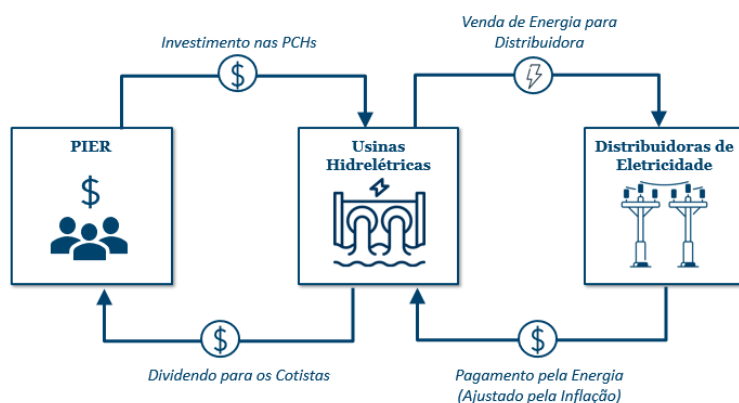 Investimento nas PCHs
$
Venda de Energia para
Distribuidora
PIER
$
Usinas
Hidrelétricas
Distribuidoras de
Eletricidade
$
Dividendo para os Cotistas
$
Pagamento pela Energia
(Ajustado pela Inflação)